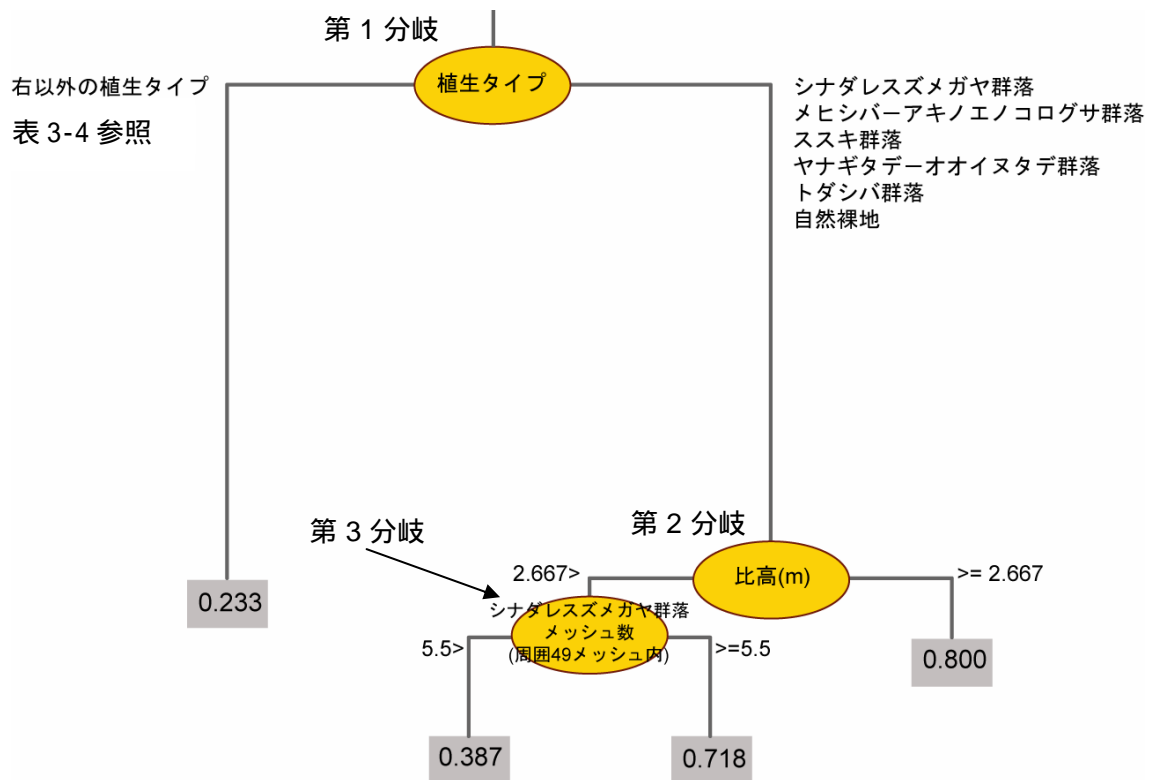 第1分岐
植生タイプ
右以外の植生タイプ
表3-4参照
シナダレスズメガヤ群落
メヒシバーアキノエノコログサ群落
ススキ群落
ヤナギタデーオオイヌタデ群落
トダシバ群落
自然裸地
第3分岐
第2分岐
2.667>
比高(m)
>= 2.667
0.233
シナダレスズメガヤ群落
メッシュ数
(周囲49メッシュ内)
5.5>
>=5.5
0.800
0.387
0.718